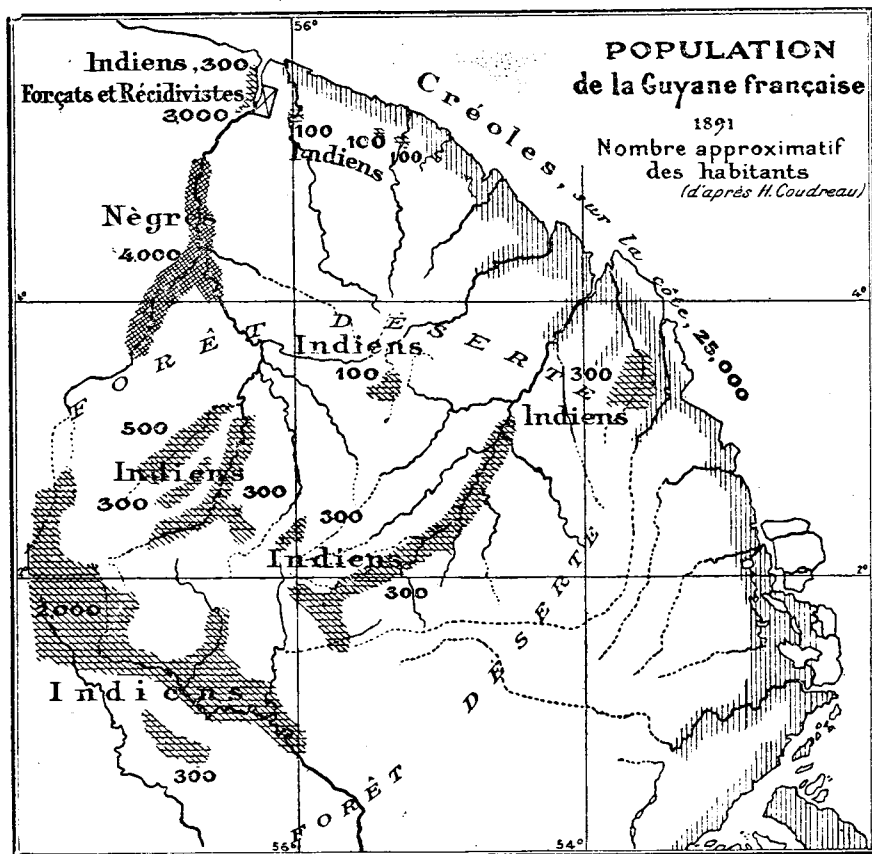 56°
POPULATION
de la Guyane française
1891
Nombre approximatif
des habitants
(d'après H. Coudreau)
Indiens, 300
Forçats et Récidivistes
3,000
Créoles, sur la côte, 25,000
100
100
100
Indiens
Nègres
4,000
4°
4°
FORÊT DÉSERTE
Indiens
100
300
Indiens
500
Indiens
300
300
300
Indiens
300
2°
2°
Indiens
300
FORÊT DÉSERTE
56°
54°